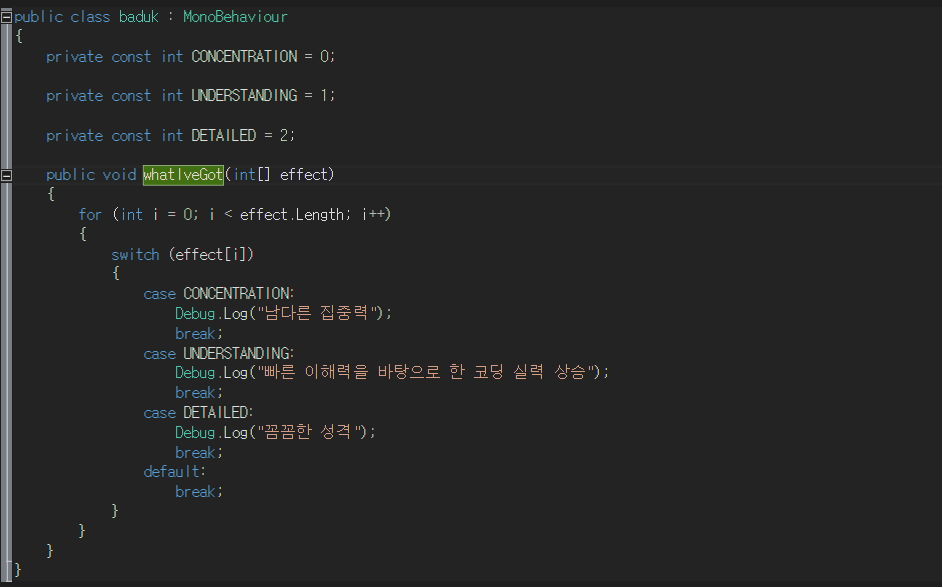 public class baduk : MonoBehaviour
{
    private const int CONCENTRATION = 0;
    private const int UNDERSTANDING = 1;
    private const int DETAILED = 2;
    public void whatIveGot(int[] effect)
    {
        for (int i = 0; i < effect.Length; i++)
        {
            switch (effect[i])
            {
                case CONCENTRATION:
                    Debug.Log("남다른 집중력");
                    break;
                case UNDERSTANDING:
                    Debug.Log("빠른 이해력을 바탕으로 한 코딩 실력 상승");
                    break;
                case DETAILED:
                    Debug.Log("꼼꼼한 성격");
                    break;
                default:
                    break;
            }
        }
    }
}